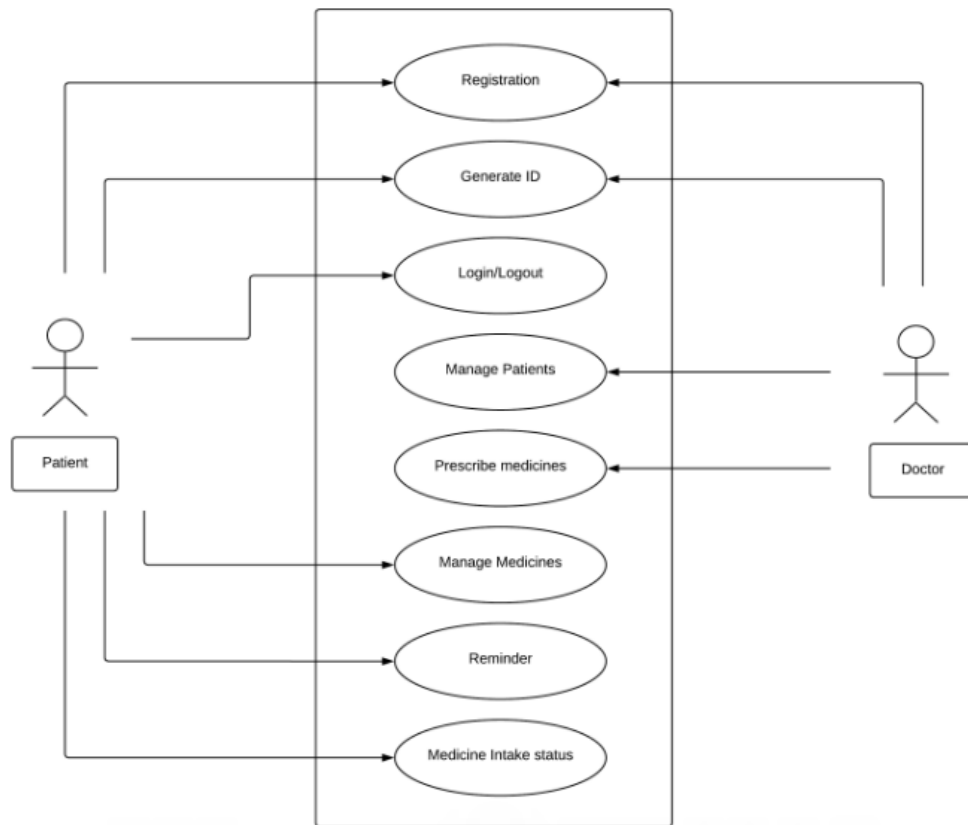 Registration
Generate ID
Login/Logout
Manage Patients
Patient
Prescribe medicines
Doctor
Manage Medicines
Reminder
Medicine Intake status